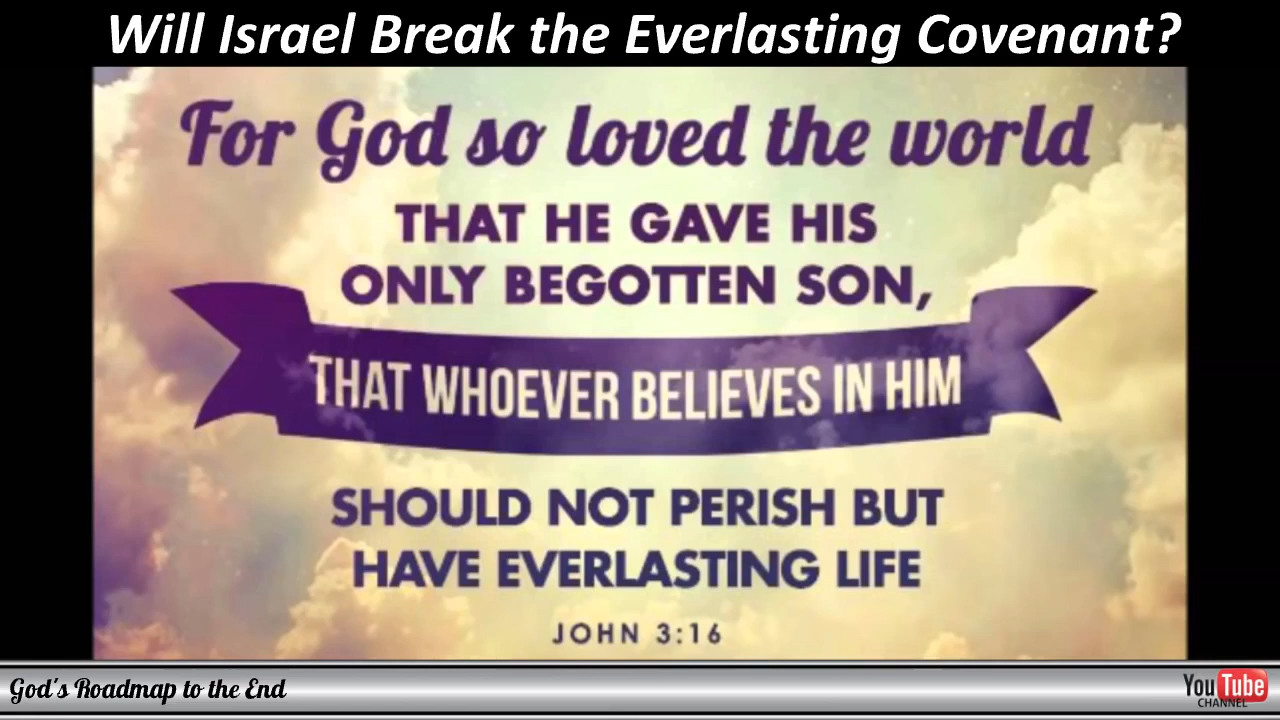 Will Israel Break the Everlasting Covenant?
For God so loved the world
THAT HE GAVE HIS
ONLY BEGOTTEN SON,
THAT WHOEVER BELIEVES IN HIM
SHOULD NOT PERISH BUT
HAVE EVERLASTING LIFE
JOHN 3:16
God's Roadmap to the End
YouTube
CHANNEL